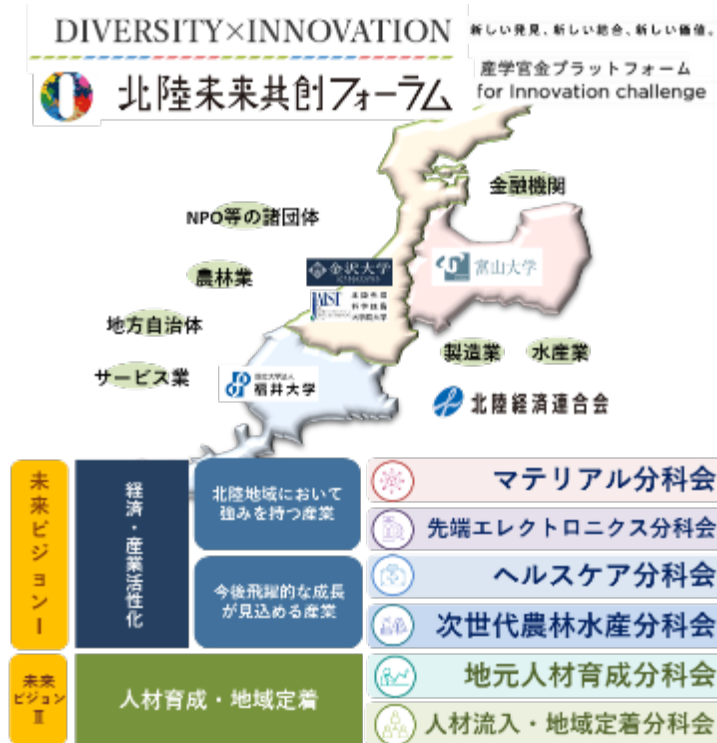 DIVERSITY×INNOVATION
新しい発見、新しい結合、新しい価値。
北陸未来共創フォーラム
産学官金プラットフォーム
for Innovation challenge
金融機関
NPO等の諸団体
農林業
金沢大学
富山大学
JAIST
地方自治体
製造業
水産業
サービス業
福井大学
北陸経済連合会
未来ビジョンⅠ
経済・産業活性化
北陸地域において
強みを持つ産業
今後飛躍的な成長
が見込める産業
マテリアル分科会
先端エレクトロニクス分科会
ヘルスケア分科会
次世代農林水産分科会
未来
ビジョン
Ⅱ
人材育成・地域定着
地元人材育成分科会
人材流入・地域定着分科会